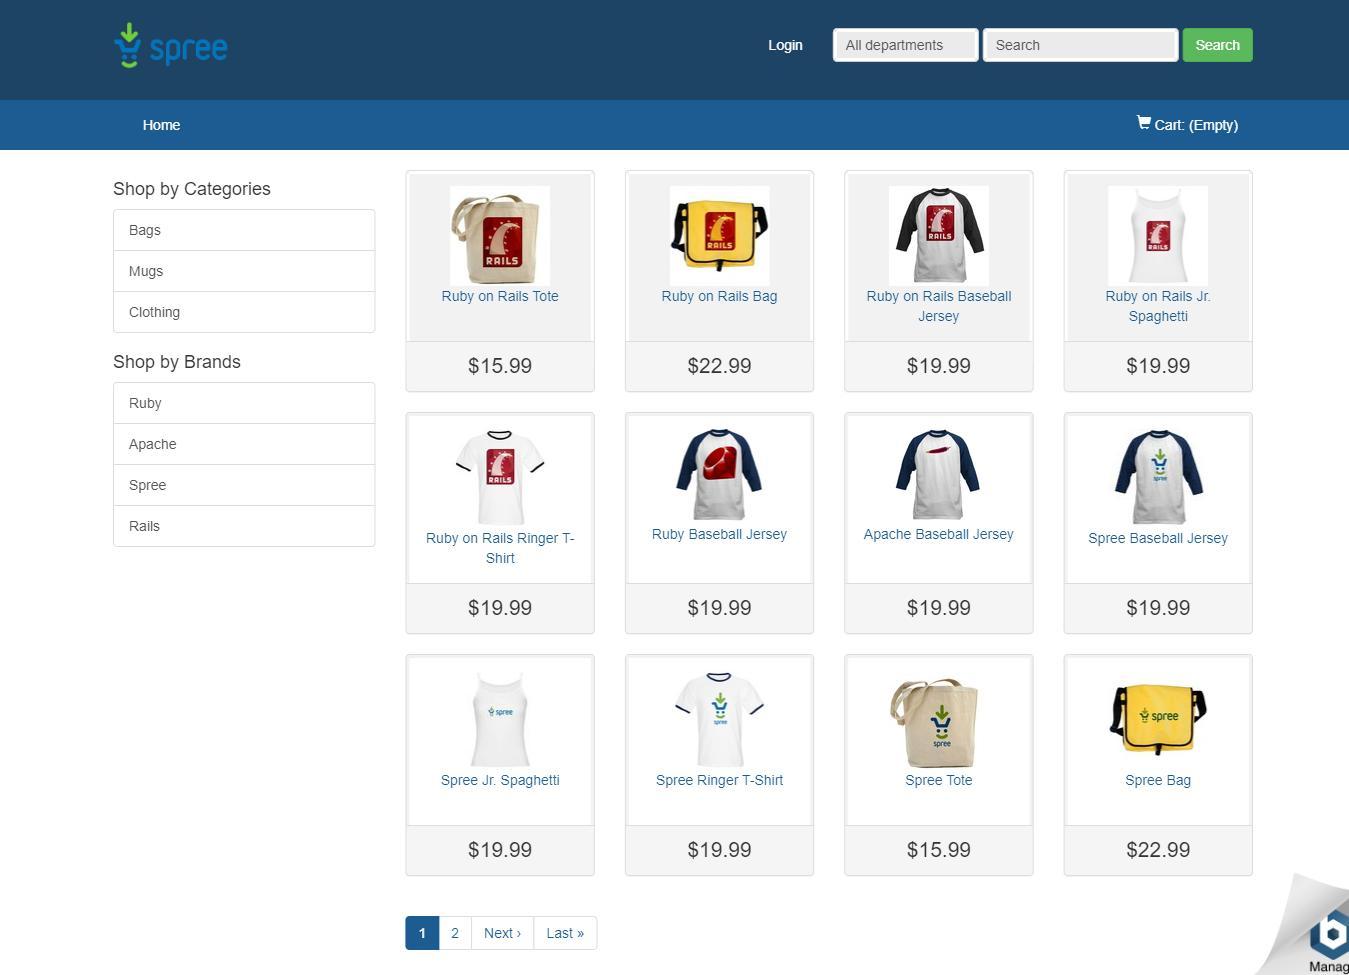 spree
Login
All departments
Search
Search
Home
Cart: (Empty)
Shop by Categories
Bags
Mugs
Clothing
Shop by Brands
Ruby
Apache
Spree
Rails
RAILS
Ruby on Rails Tote
$15.99
RAILS
Ruby on Rails Bag
$22.99
RAILS
Ruby on Rails Baseball
Jersey
$19.99
RAILS
Ruby on Rails Jr.
Spaghetti
$19.99
RAILS
Ruby on Rails Ringer T-
Shirt
$19.99
Ruby Baseball Jersey
$19.99
Apache Baseball Jersey
$19.99
spree
Spree Baseball Jersey
$19.99
spree
Spree Jr. Spaghetti
$19.99
spree
Spree Ringer T-Shirt
$19.99
spree
Spree Tote
$15.99
spree
Spree Bag
$22.99
1
2
Next ›
Last »
Manag